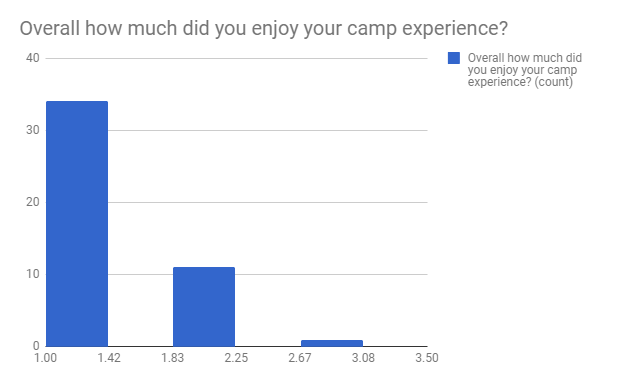 Overall how much did you enjoy your camp experience?
40
30
20
10
0
1.00 1.42 1.83 2.25 2.67 3.08 3.50
Overall how much did
you enjoy your camp
experience? (count)